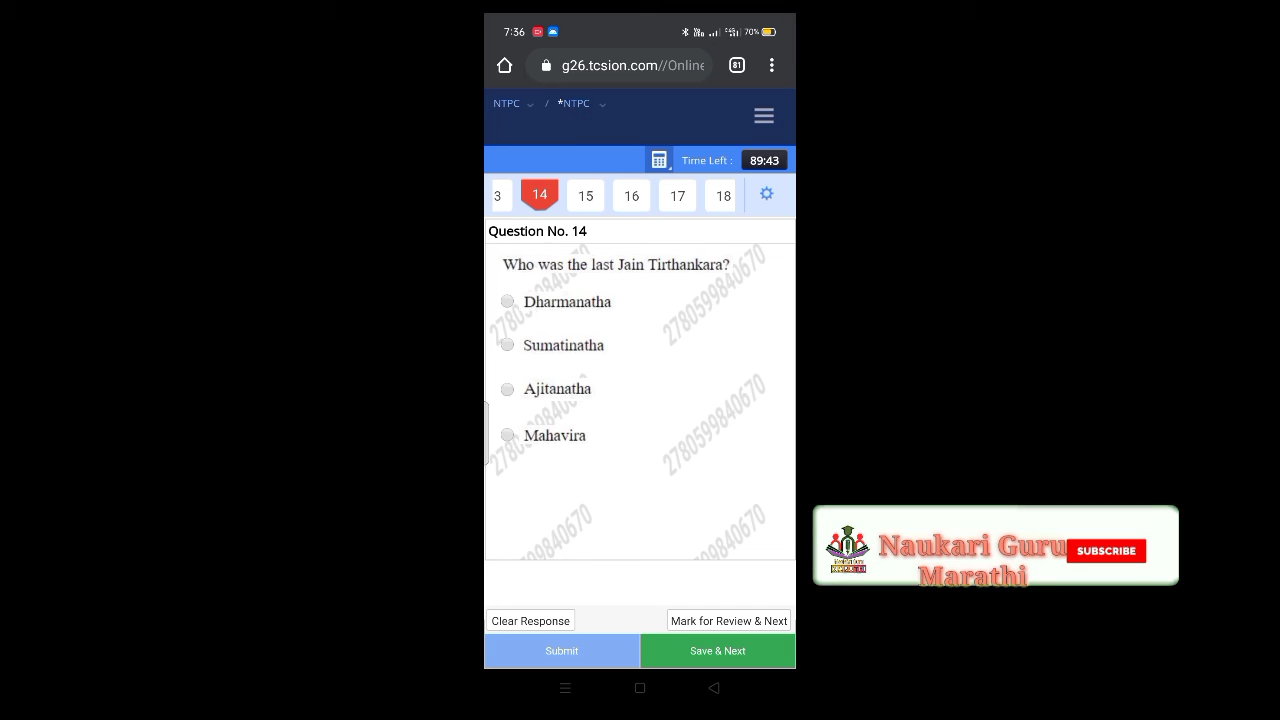 7:36
70%
g26.tcsion.com//Online
81
NTPC / *NTPC
Time Left : 89:43
3 14 15 16 17 18
Question No. 14
Who was the last Jain Tirthankara?
Dharmanatha
Sumatinatha
Ajitanatha
Mahavira
2780599840670
2780599840670
Naukari Guru
Marathi
SUBSCRIBE
Clear Response
Mark for Review & Next
Submit
Save & Next